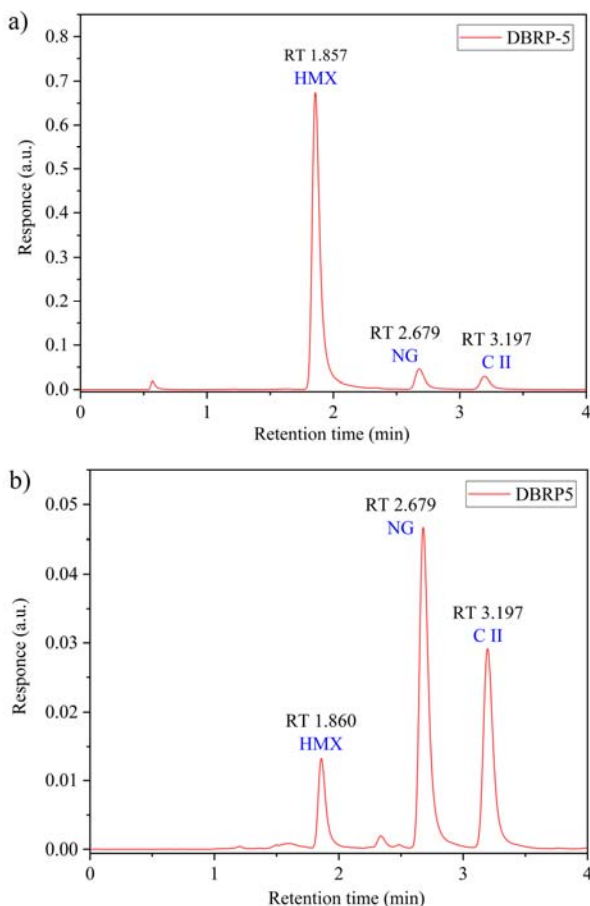 a)
DBRP-5
RT 1.857
HMX
RT 2.679
NG
RT 3.197
C II
0.8
0.7
0.6
0.5
0.4
0.3
0.2
0.1
0.0
Responce (a.u.)
0 1 2 3 4
Retention time (min)
b)
DBRP5
RT 2.679
NG
RT 3.197
C II
RT 1.860
HMX
0.05
0.04
0.03
0.02
0.01
0.00
Responce (a.u.)
0 2 3 4
Retention time (min)